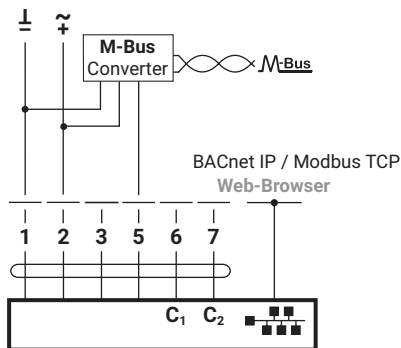 ⊥ ~
− +
M-Bus
Converter
M-Bus
BACnet IP / Modbus TCP
Web-Browser
1 2 3 5 6 7
C₁ C₂